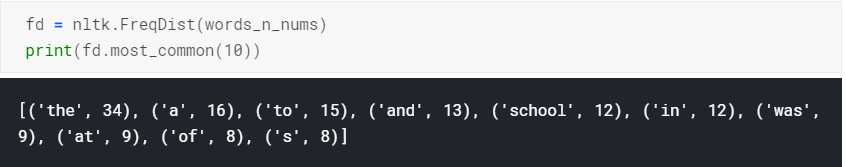 fd = nltk.FreqDist(words_n_nums)
print(fd.most_common(10))
[('the', 34), ('a', 16), ('to', 15), ('and', 13), ('school', 12), ('in', 12), ('was',
9), ('at', 9), ('of', 8), ('s', 8)]